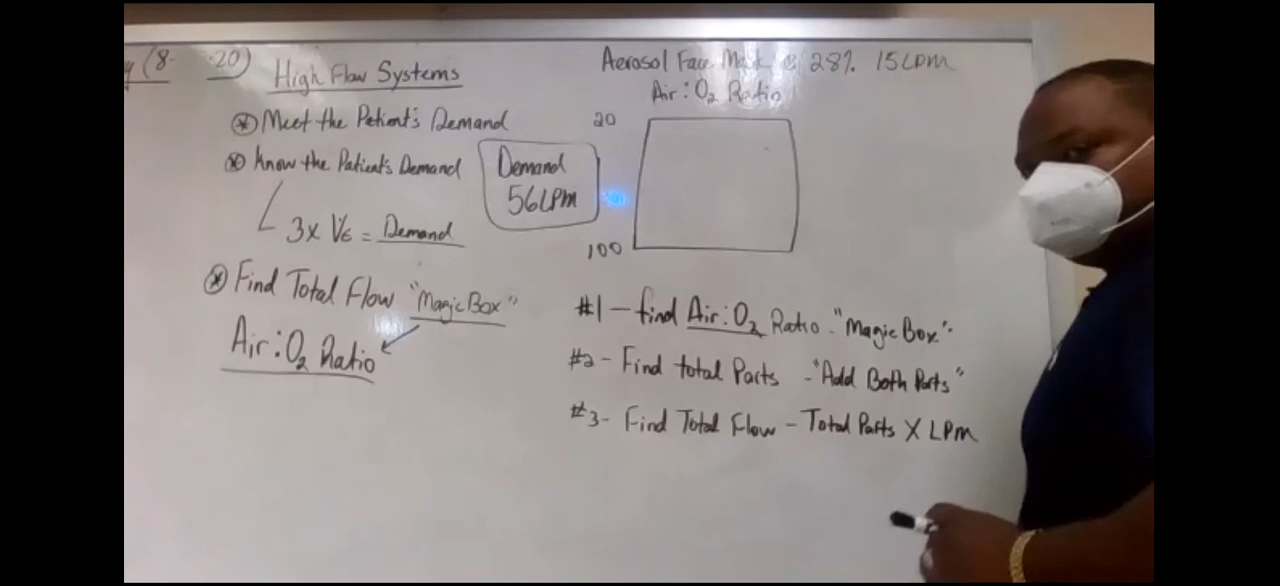 y (8- -20)
High Flow Systems
⊛ Meet the Patient's Demand
⊛ Know the Patient's Demand
3x V̇E = Demand
Demand
56LPM
⊛ Find Total Flow "Magic Box"
Air:O2 Ratio
Aerosol Face Mask @ 28% 15LPM
Air:O2 Ratio
20
100
#1 - find Air:O2 Ratio - "Magic Box"
#2 - Find total Parts - "Add Both Parts"
#3 - Find Total Flow - Total Parts X LPM